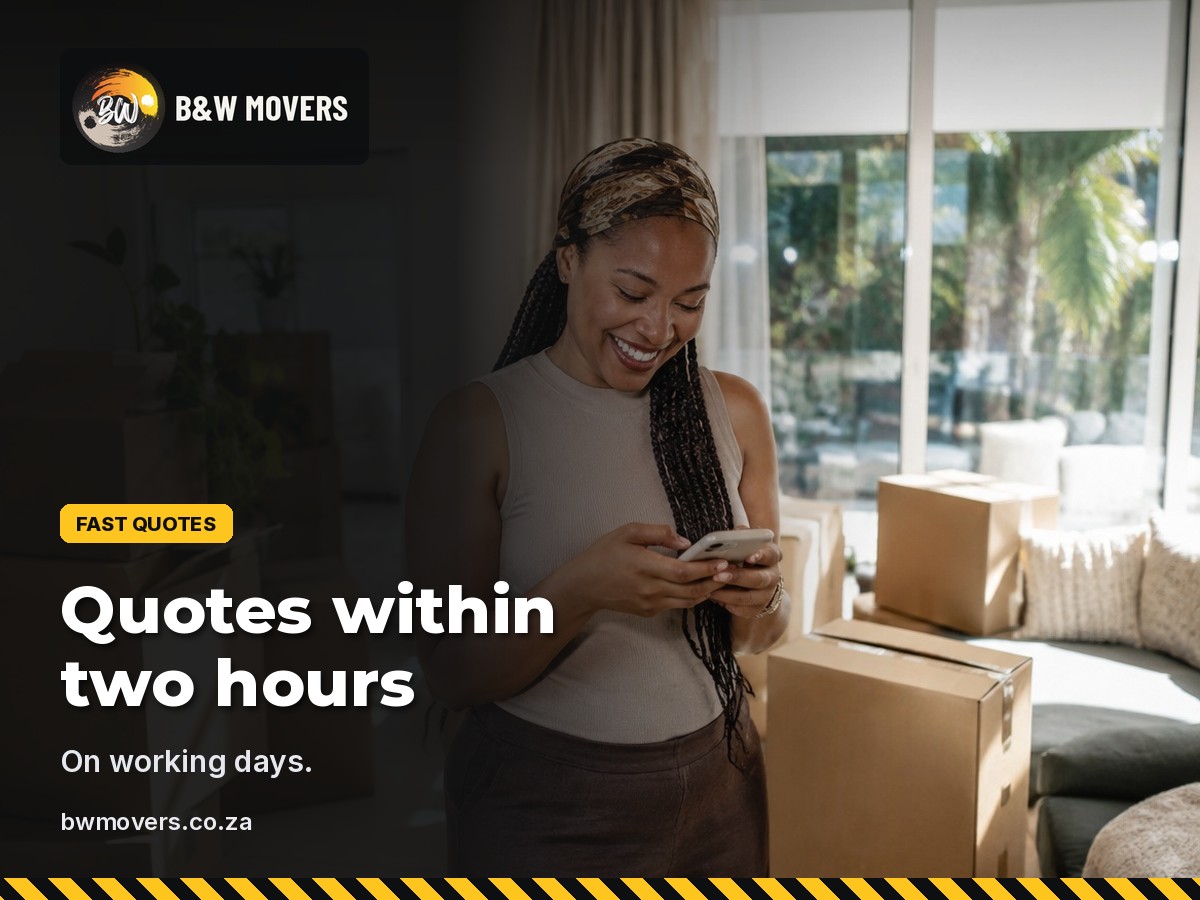 BW
B&W MOVERS
FAST QUOTES
Quotes within
two hours
On working days.
bwmovers.co.za